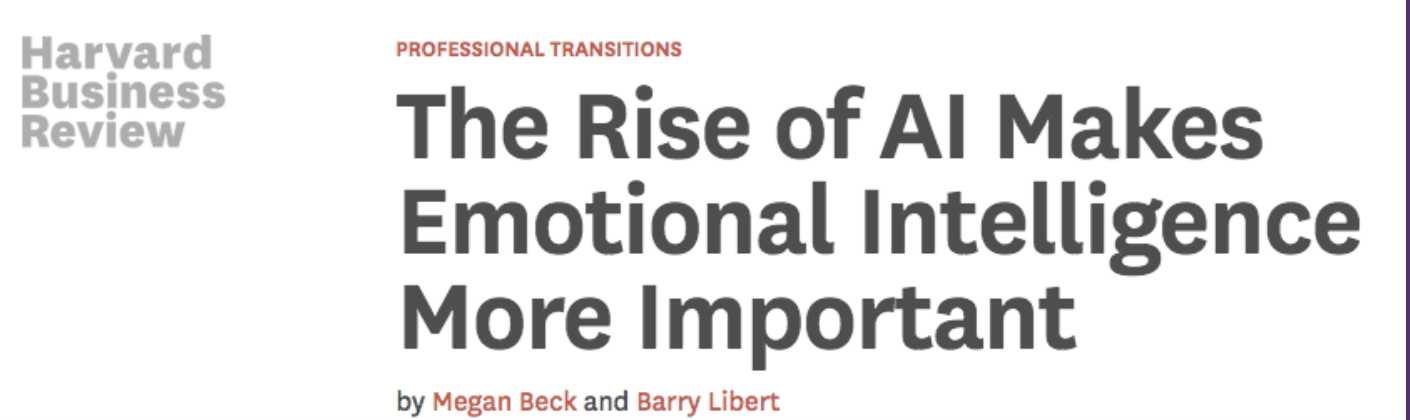 Harvard
Business
Review
PROFESSIONAL TRANSITIONS
The Rise of AI Makes
Emotional Intelligence
More Important
by Megan Beck and Barry Libert